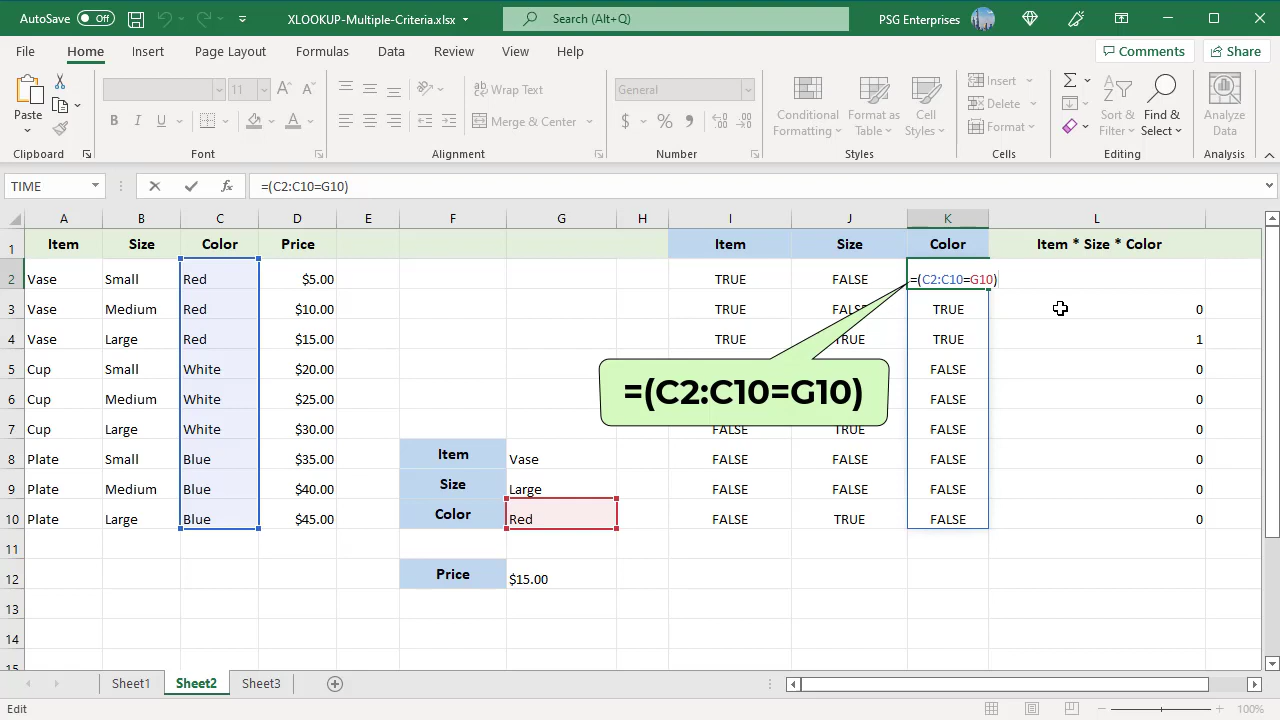 AutoSave Off XLOOKUP-Multiple-Criteria.xlsx Search (Alt+Q) PSG Enterprises
File Home Insert Page Layout Formulas Data Review View Help Comments Share
Paste 11 Wrap Text General Conditional Formatting Format as Table Cell Styles Insert Sort & Filter Find & Select Analyze Data
B I U Merge & Center $ % Delete
Format
Clipboard Font Alignment Number Styles Cells Editing Analysis
TIME fx =(C2:C10=G10)
A B C D E F G H I J K L
1 Item Size Color Price Item Size Color Item * Size * Color
2 Vase Small Red $5.00 TRUE FALSE =(C2:C10=G10)
3 Vase Medium Red $10.00 TRUE FALSE TRUE 0
4 Vase Large Red $15.00 TRUE TRUE TRUE 1
5 Cup Small White $20.00 FALSE 0
=(C2:C10=G10)
6 Cup Medium White $25.00 FALSE 0
7 Cup Large White $30.00 FALSE TRUE FALSE 0
8 Plate Small Blue $35.00 Item Vase FALSE FALSE FALSE 0
9 Plate Medium Blue $40.00 Size Large FALSE FALSE FALSE 0
10 Plate Large Blue $45.00 Color Red FALSE TRUE FALSE 0
11
12 Price $15.00
13
14
15
Sheet1 Sheet2 Sheet3
Edit 100%